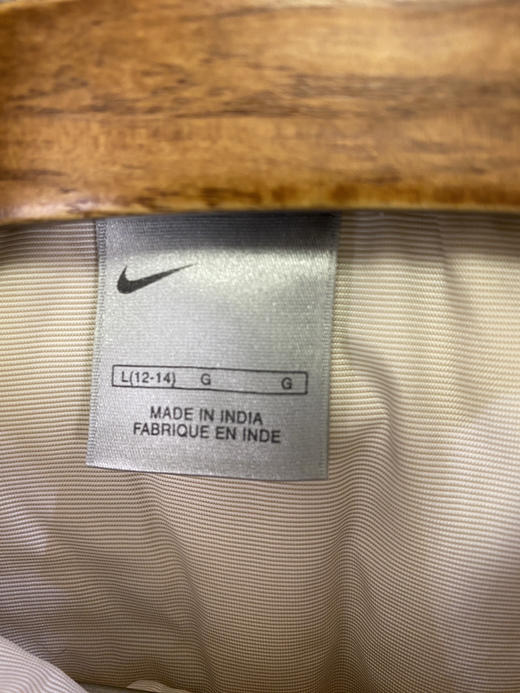 L(12-14) G G
MADE IN INDIA
FABRIQUE EN INDE